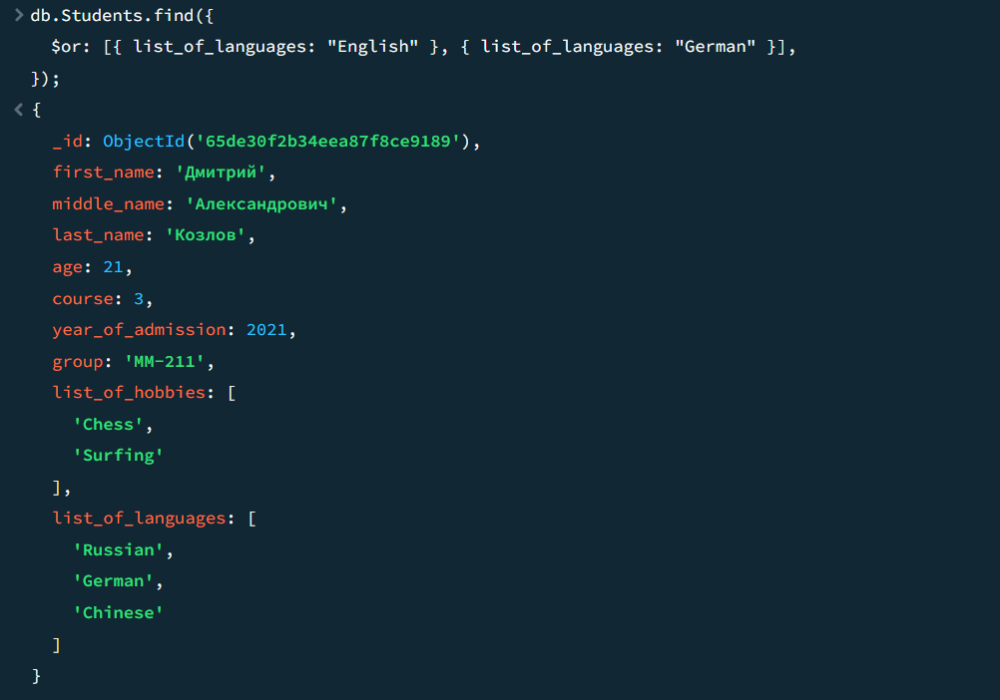 > db.Students.find({
$or: [{ list_of_languages: "English" }, { list_of_languages: "German" }],
});
< {
_id: ObjectId('65de30f2b34eea87f8ce9189'),
first_name: 'Дмитрий',
middle_name: 'Александрович',
last_name: 'Козлов',
age: 21,
course: 3,
year_of_admission: 2021,
group: 'MM-211',
list_of_hobbies: [
'Chess',
'Surfing'
],
list_of_languages: [
'Russian',
'German',
'Chinese'
]
}